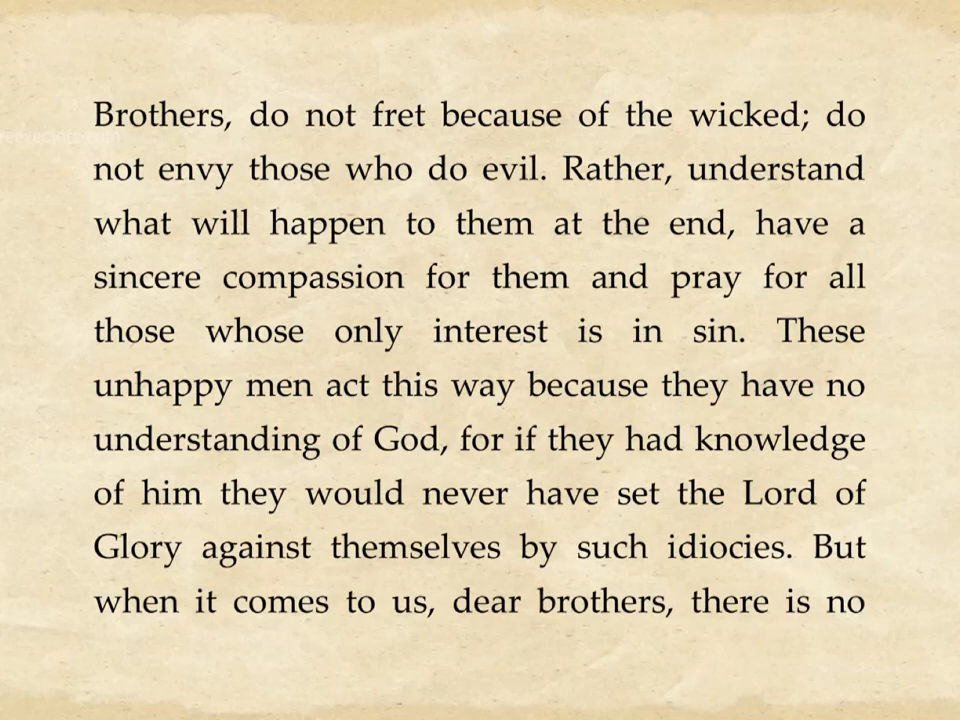 Brothers, do not fret because of the wicked; do
not envy those who do evil. Rather, understand
what will happen to them at the end, have a
sincere compassion for them and pray for all
those whose only interest is in sin. These
unhappy men act this way because they have no
understanding of God, for if they had knowledge
of him they would never have set the Lord of
Glory against themselves by such idiocies. But
when it comes to us, dear brothers, there is no